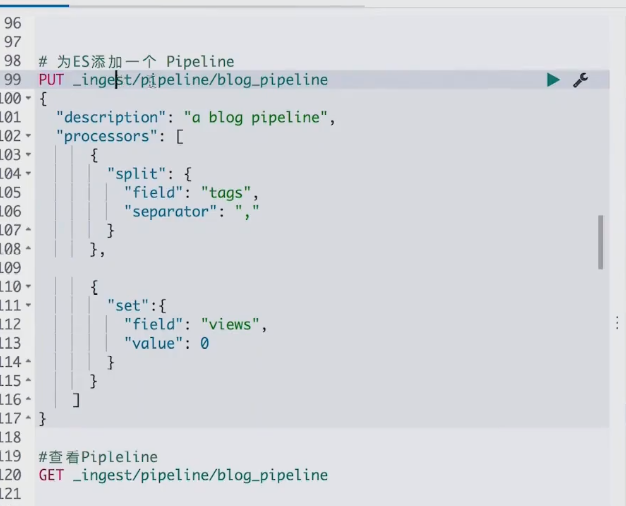 96
97
98 # 为ES添加一个 Pipeline
99 PUT _ingest/pipeline/blog_pipeline
100 {
101 "description": "a blog pipeline",
102 "processors": [
103 {
104 "split": {
105 "field": "tags",
106 "separator": ","
107 }
108 },
109
110 {
111 "set":{
112 "field": "views",
113 "value": 0
114 }
115 }
116 ]
117 }
118
119 #查看Pipleline
120 GET _ingest/pipeline/blog_pipeline
121